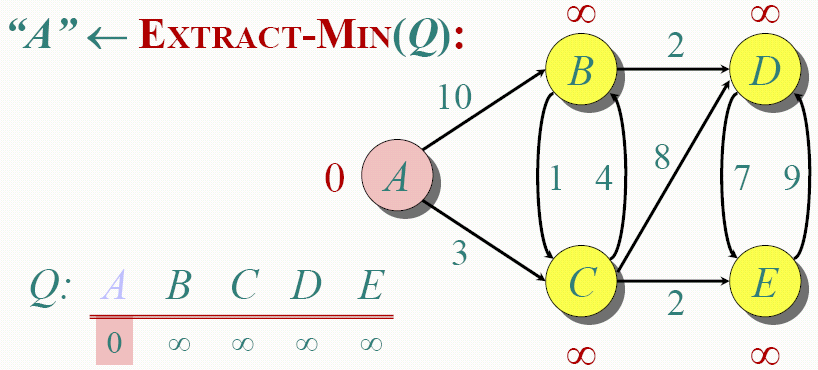 “A” ← EXTRACT-MIN(Q):
∞ ∞
B 2 D
10
0 A 1 4 8 7 9
3
C 2 E
∞ ∞
Q: A B C D E
0 ∞ ∞ ∞ ∞